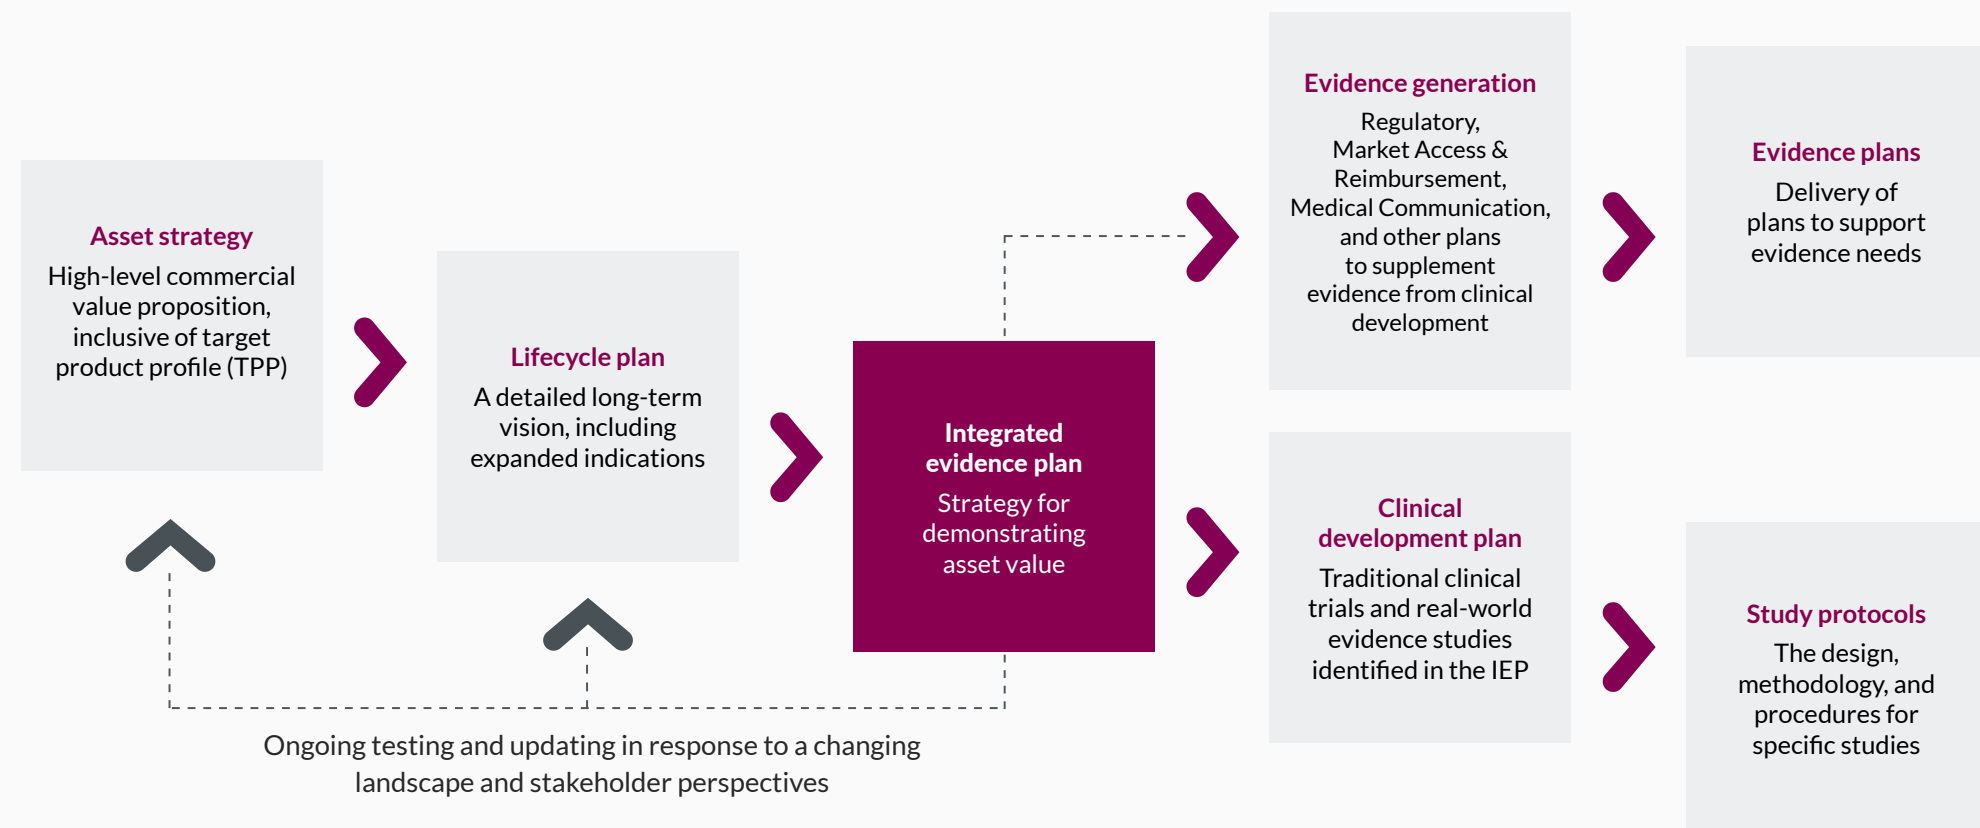 Asset strategy
High-level commercial
value proposition,
inclusive of target
product profile (TPP)
Lifecycle plan
A detailed long-term
vision, including
expanded indications
Integrated
evidence plan
Strategy for
demonstrating
asset value
Evidence generation
Regulatory,
Market Access &
Reimbursement,
Medical Communication,
and other plans
to supplement
evidence from clinical
development
Evidence plans
Delivery of
plans to support
evidence needs
Clinical
development plan
Traditional clinical
trials and real-world
evidence studies
identified in the IEP
Study protocols
The design,
methodology, and
procedures for
specific studies
Ongoing testing and updating in response to a changing
landscape and stakeholder perspectives